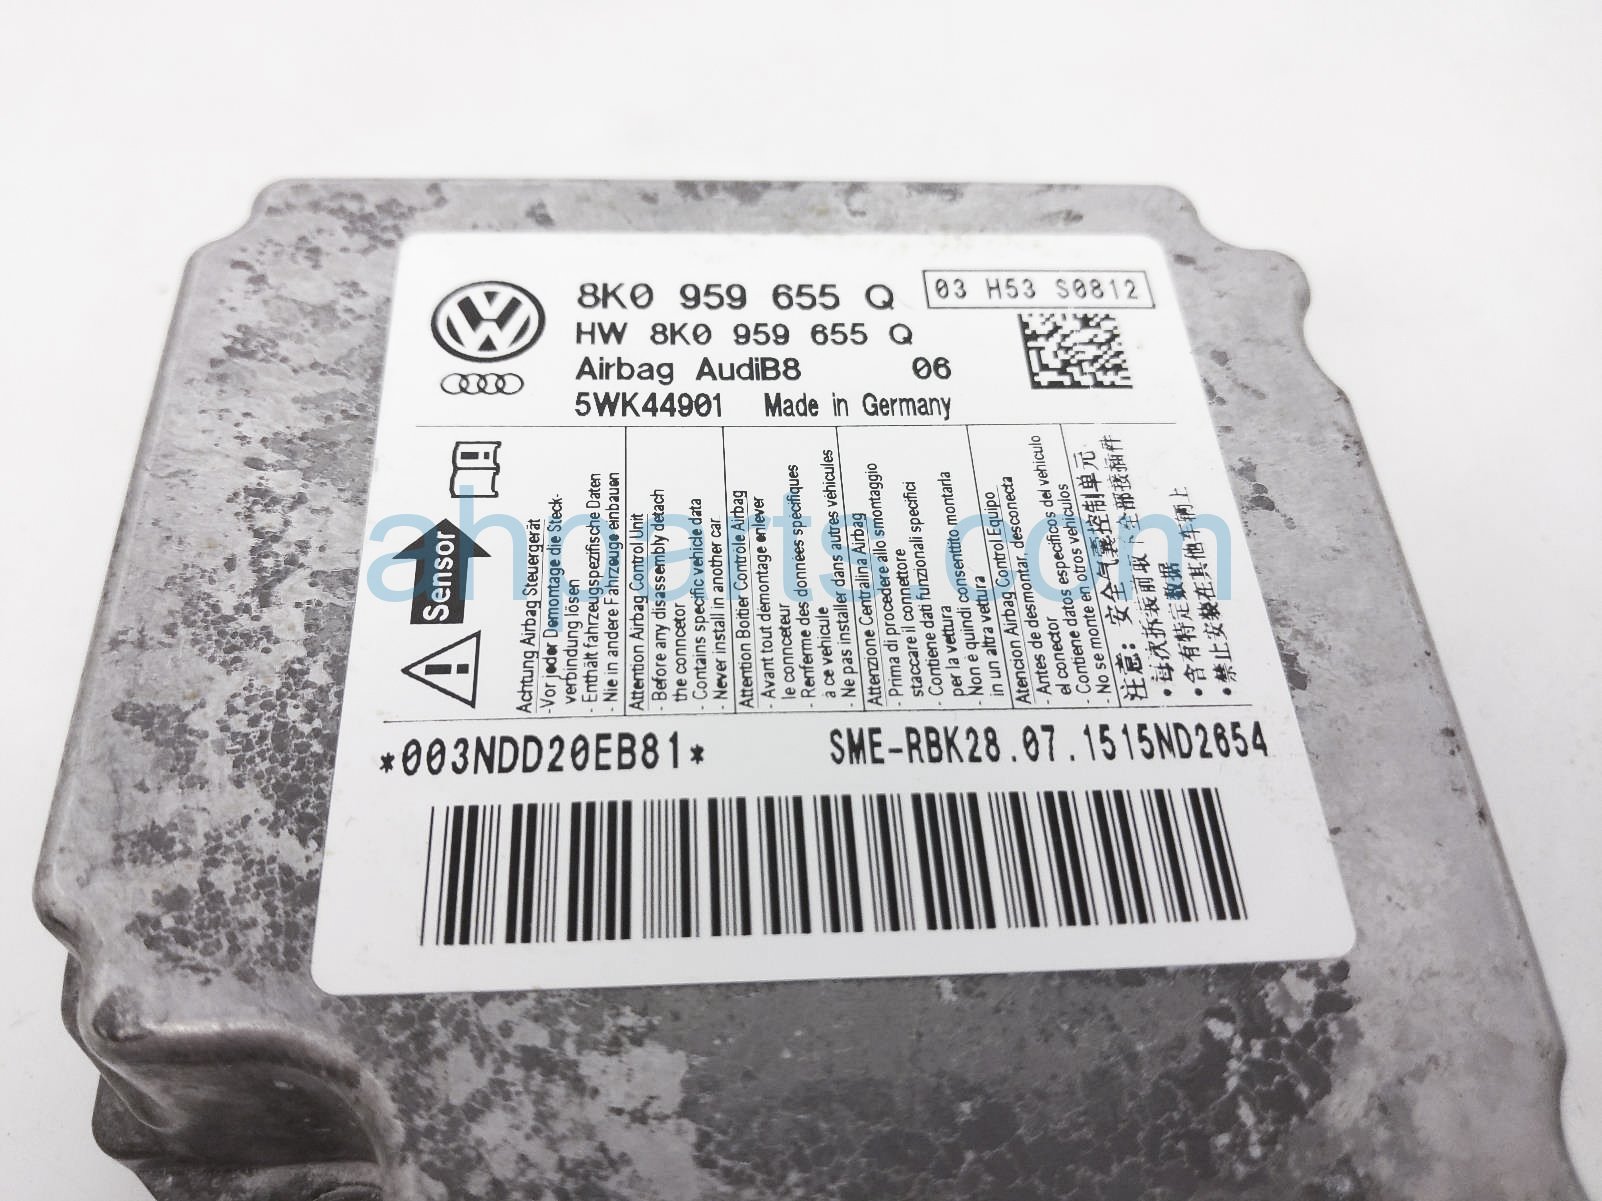 8K0 959 655 Q
03 H53 S0812
HW 8K0 959 655 Q
Airbag AudiB8 06
5WK44901 Made in Germany
Sensor
Achtung Airbag Steuergerät
- Vor jeder Demontage die Steck-
verbindung lösen
- Enthält fahrzeugspezifische Daten
- Nie in andere Fahrzeuge einbauen
Attention Airbag Control Unit
- Before any disassembly detach
the conncetor
- Contains specific vehicle data
- Never install in another car
Attention Boitier Contrôle Airbag
- Avant tout démontage enlever
le connceteur
- Renferme des données spécifiques
à ce véhicule
- Ne pas installer dans autres véhicules
Attenzione Centralina Airbag
- Prima di procedere allo smontaggio
staccare il connettore
- Contiene dati funzionali specifici
per la vettura
- Non é quindi consentito montarla
in un altra vettura
Atencion Airbag Control Equipo
- Antes de desmontar, desconecta
el conector
- Contiene datos especificos del vehiculo
- No se monte en otros vehiculos
注意: 安全气囊控制单元
• 每次拆装前取下全部接插件
• 含有特定数据
• 禁止安装在其他车辆上
*003NDD20EB81*
SME-RBK28.07.1515ND2654
ahparts.com